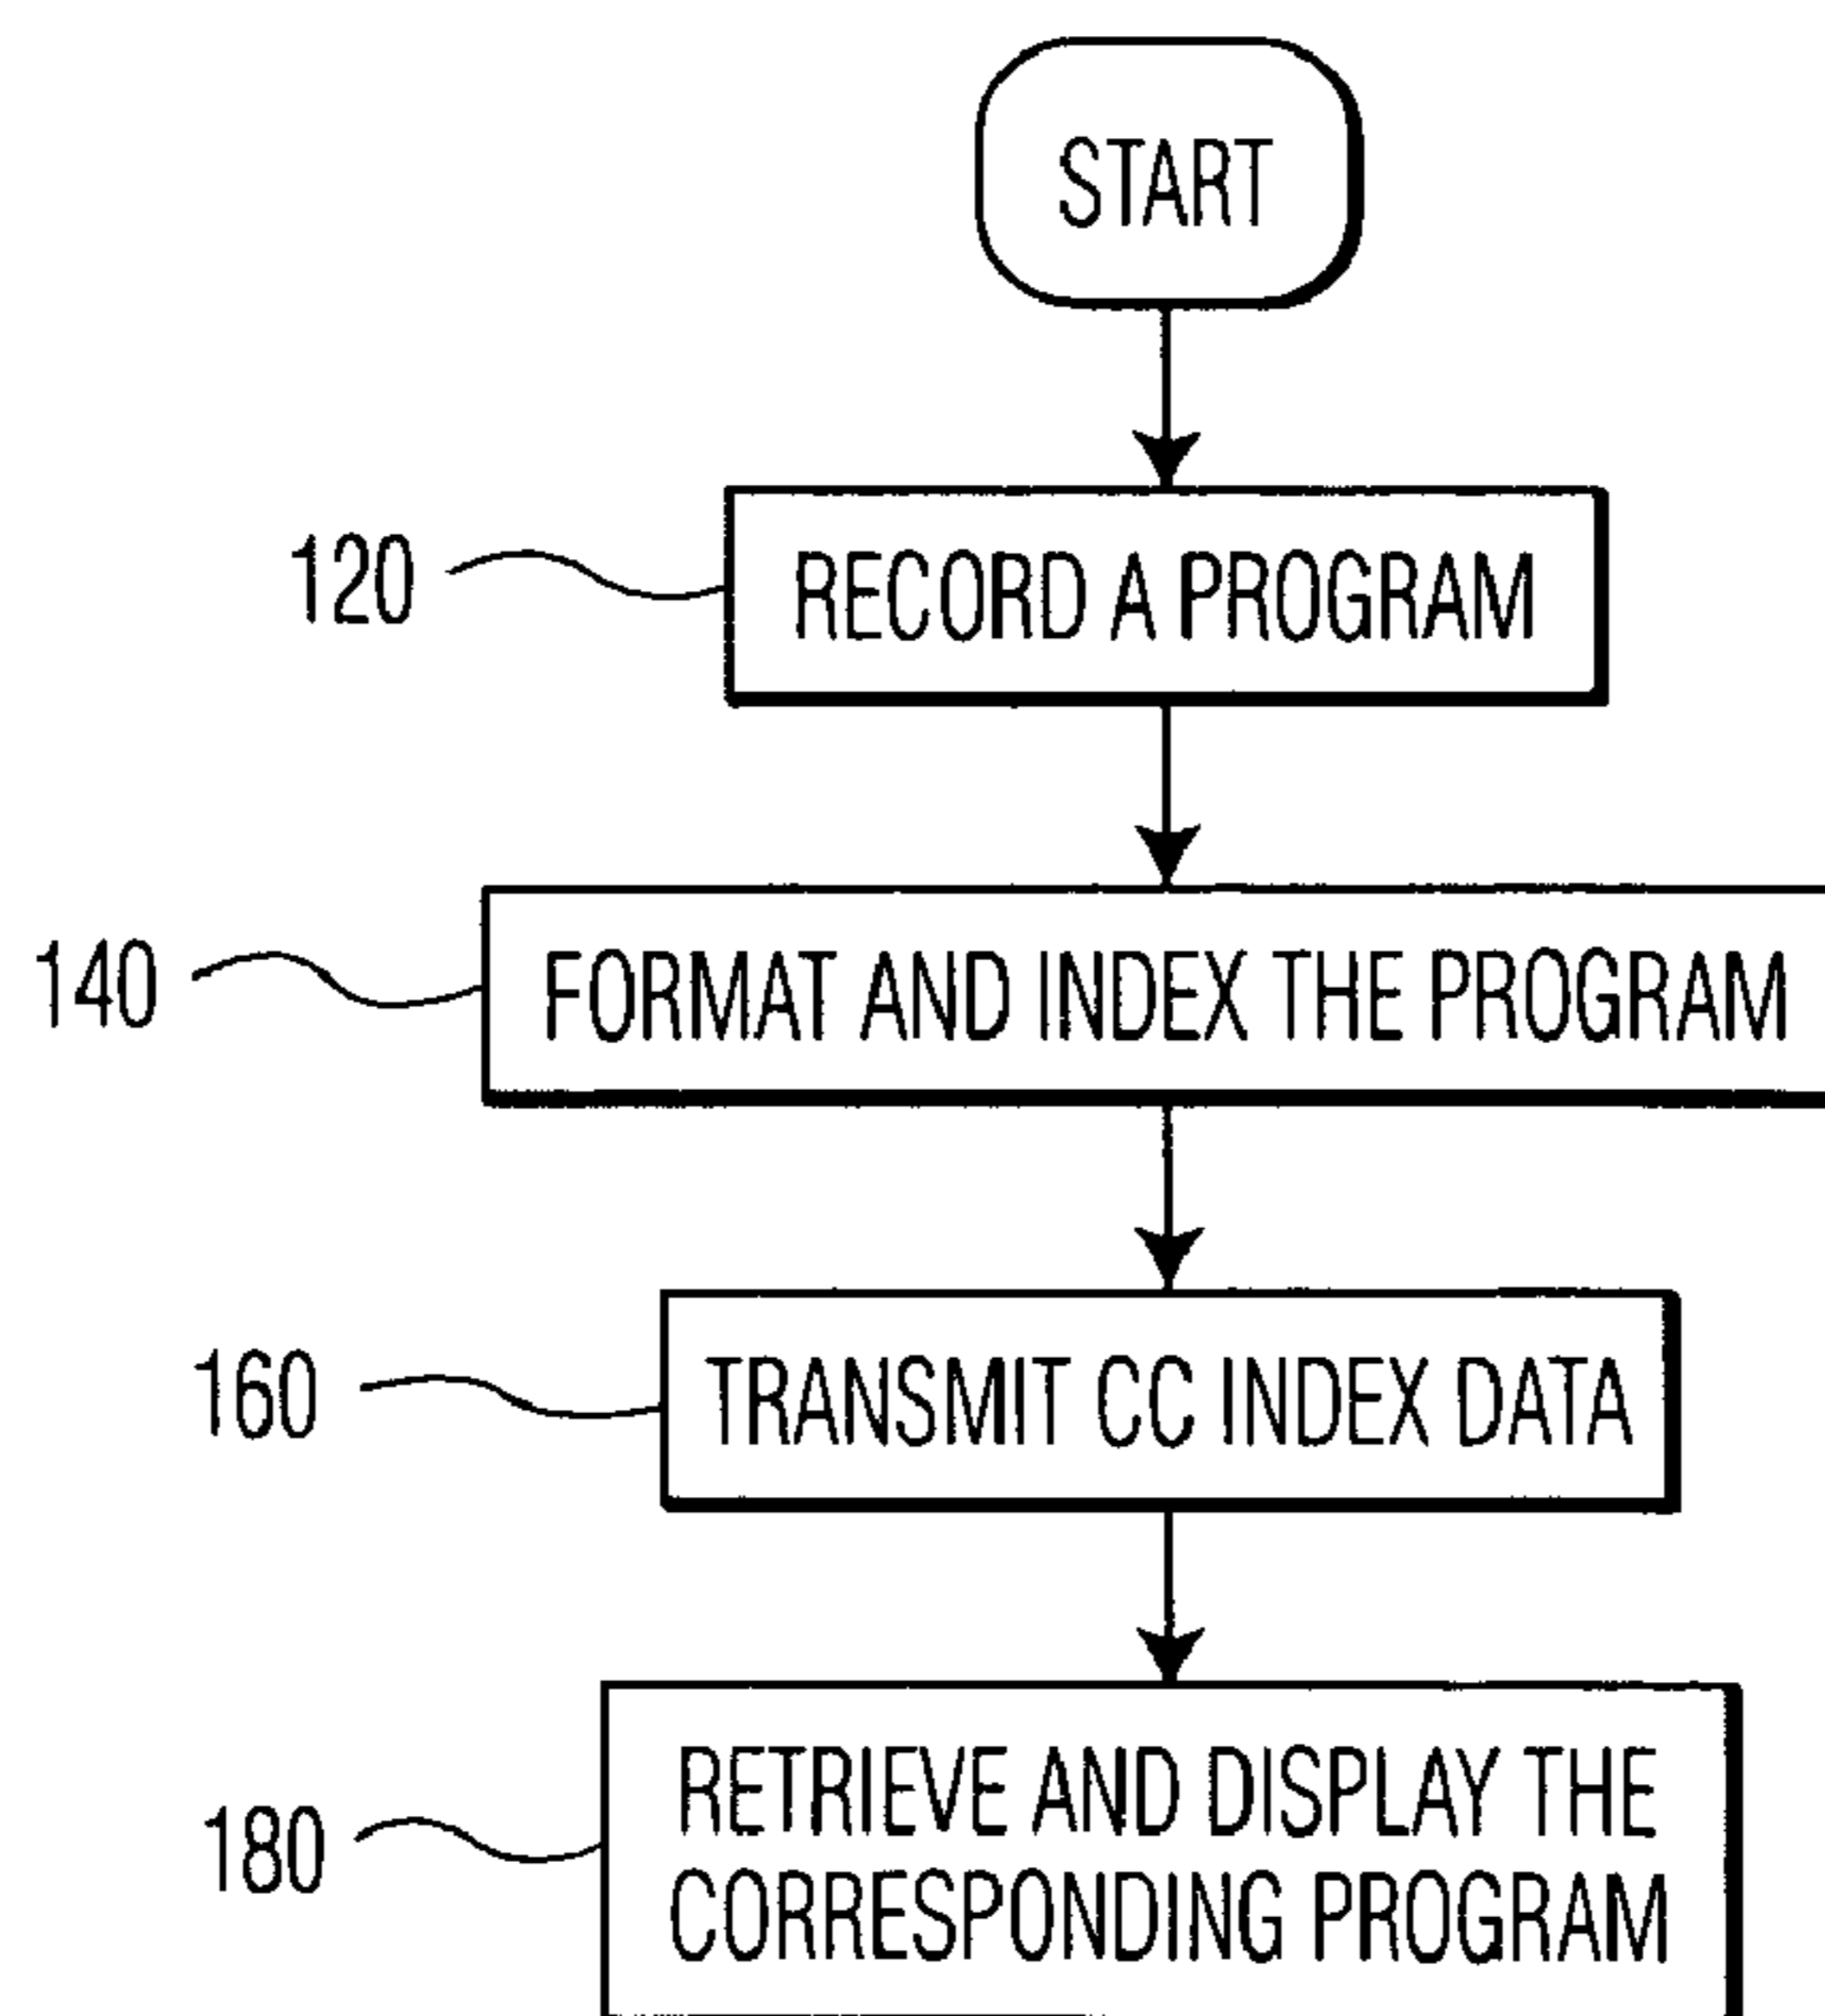 START
120
RECORD A PROGRAM
140
FORMAT AND INDEX THE PROGRAM
160
TRANSMIT CC INDEX DATA
180
RETRIEVE AND DISPLAY THE
CORRESPONDING PROGRAM